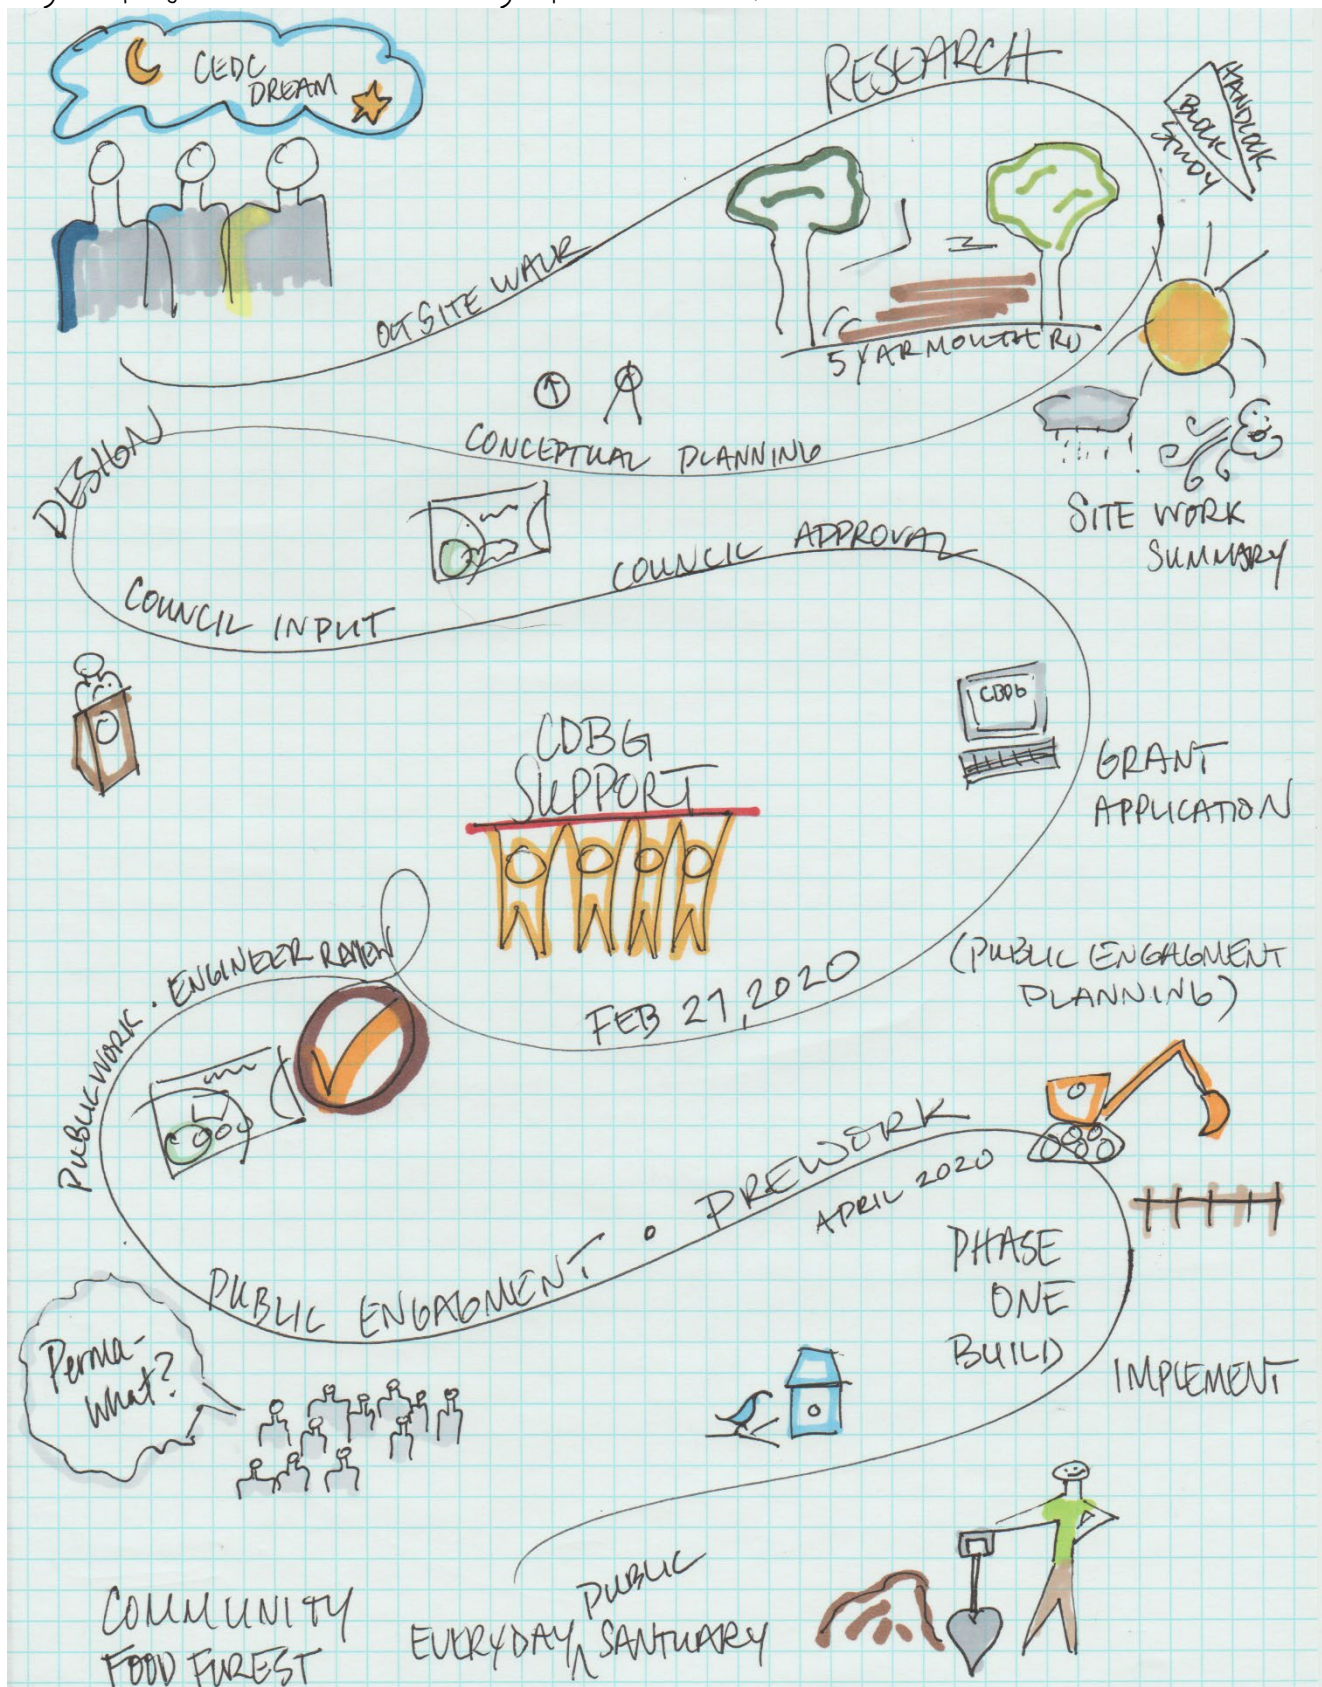 CEDC
DREAM
RESEARCH
BLOCK
STUDY
OCT SITE WALK
5 YARMOUTH RD
CONCEPTUAL PLANNING
SITE WORK
SUMMARY
DESIGN
COUNCIL INPUT
COUNCIL APPROVAL
CDBG
GRANT
APPLICATION
CDBG
SUPPORT
(PUBLIC ENGAGMENT
PLANNING)
FEB 27, 2020
PUBLIC WORK · ENGINEER REVIEW
PUBLIC ENGAGMENT · PREWORK
APRIL 2020
PHASE
ONE
BUILD
IMPLEMENT
Perma-
What?
COMMUNITY
FOOD FOREST
PUBLIC
EVERYDAY ^ SANTUARY